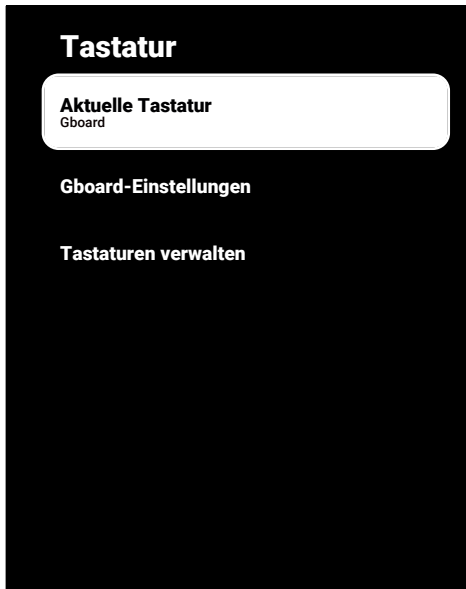 Tastatur
Aktuelle Tastatur
Gboard
Gboard-Einstellungen
Tastaturen verwalten